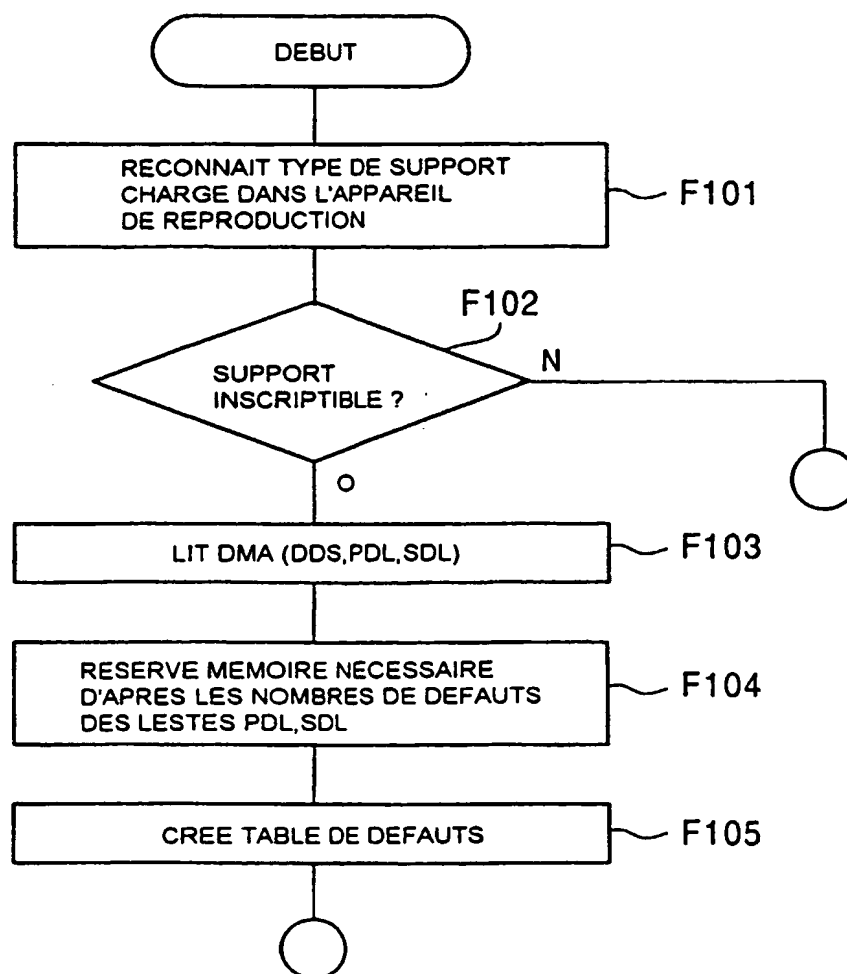 DEBUT
RECONNAIT TYPE DE SUPPORT
CHARGE DANS L'APPAREIL
DE REPRODUCTION
F101
F102
SUPPORT
INSCRIPTIBLE ?
N
O
LIT DMA (DDS,PDL,SDL)
F103
RESERVE MEMOIRE NECESSAIRE
D'APRES LES NOMBRES DE DEFAUTS
DES LESTES PDL,SDL
F104
CREE TABLE DE DEFAUTS
F105